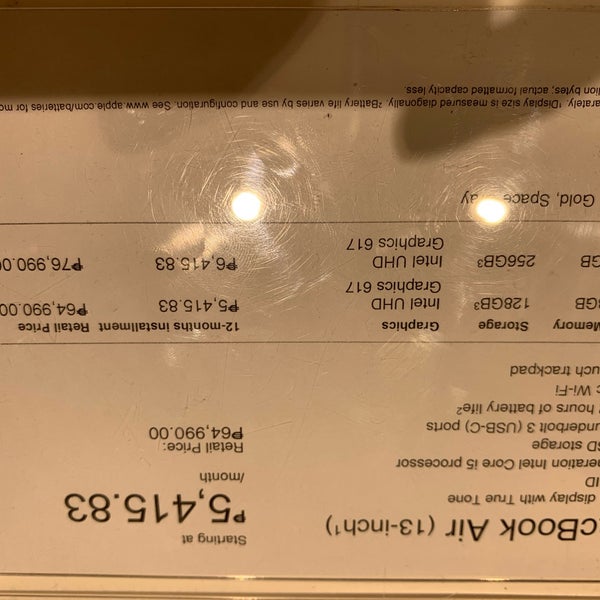 cBook Air (13-inch¹)
display with True Tone
ID
eneration Intel Core i5 processor
SD storage
underbolt 3 (USB-C) ports
hours of battery life²
Wi-Fi
ouch trackpad
Starting at
₱5,415.83
/month
Retail Price:
₱64,990.00
Memory Storage Graphics 12-months installment Retail Price
GB 128GB³ Intel UHD Graphics 617 ₱5,415.83 ₱64,990.00
GB 256GB³ Intel UHD Graphics 617 ₱6,415.83 ₱76,990.00
Gold, Space
arately. ¹Display size is measured diagonally. ²Battery life varies by use and configuration. See www.apple.com/batteries for mo
tion bytes, actual formatted capacity less.